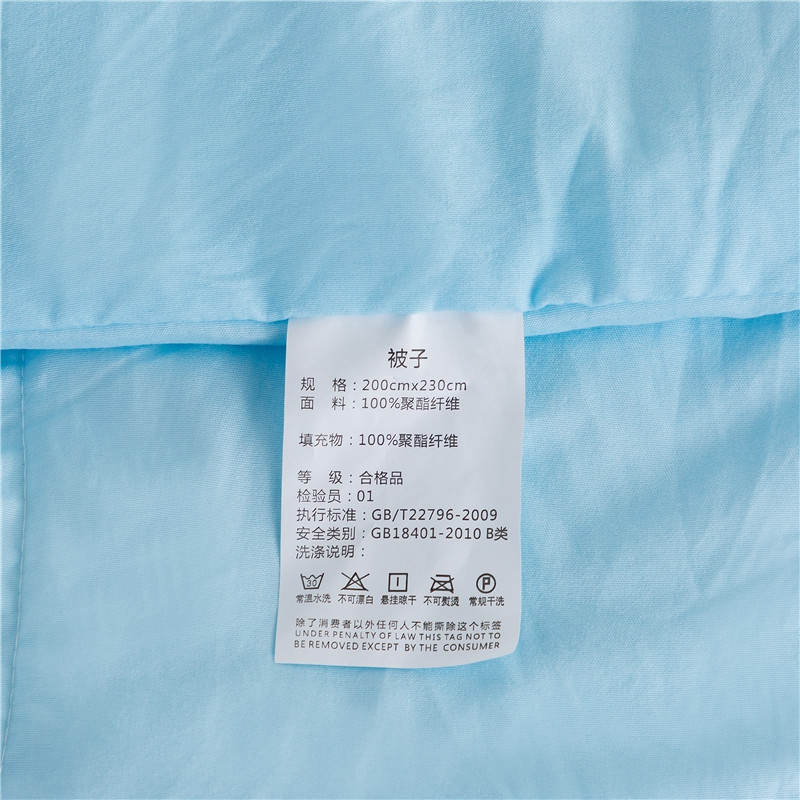 被子
规 格：200cmx230cm
面 料：100%聚酯纤维
填充物：100%聚酯纤维
等 级：合格品
检验员：01
执行标准：GB/T22796-2009
安全类别：GB18401-2010 B类
洗涤说明：
30 P
常温水洗 不可漂白 悬挂晾干 不可熨烫 常规干洗
除了消费者以外任何人不能撕除这个标签
UNDER PENALTY OF LAW THIS TAG NOT TO
BE REMOVED EXCEPT BY THE CONSUMER